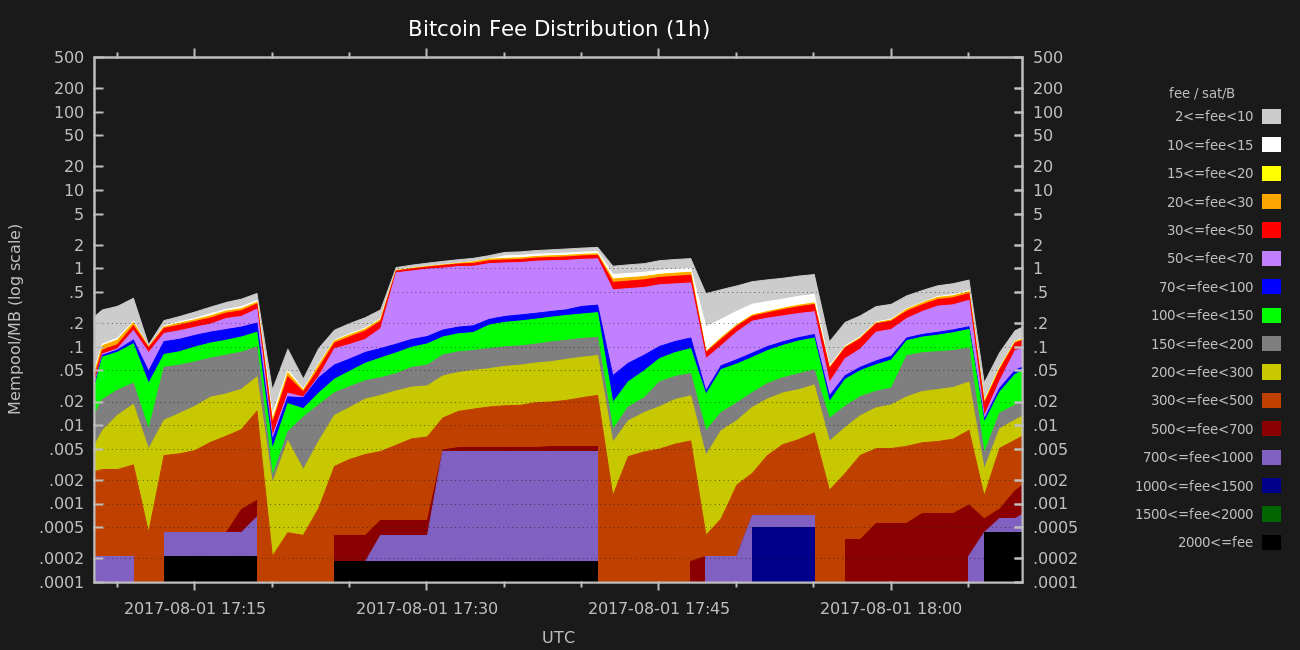 Bitcoin Fee Distribution (1h)
Mempool/MB (log scale)
500
200
100
50
20
10
5
2
1
.5
.2
.1
.05
.02
.01
.005
.002
.001
.0005
.0002
.0001
500
200
100
50
20
10
5
2
1
.5
.2
.1
.05
.02
.01
.005
.002
.001
.0005
.0002
.0001
2017-08-01 17:15
2017-08-01 17:30
2017-08-01 17:45
2017-08-01 18:00
UTC
fee / sat/B
2<=fee<10
10<=fee<15
15<=fee<20
20<=fee<30
30<=fee<50
50<=fee<70
70<=fee<100
100<=fee<150
150<=fee<200
200<=fee<300
300<=fee<500
500<=fee<700
700<=fee<1000
1000<=fee<1500
1500<=fee<2000
2000<=fee